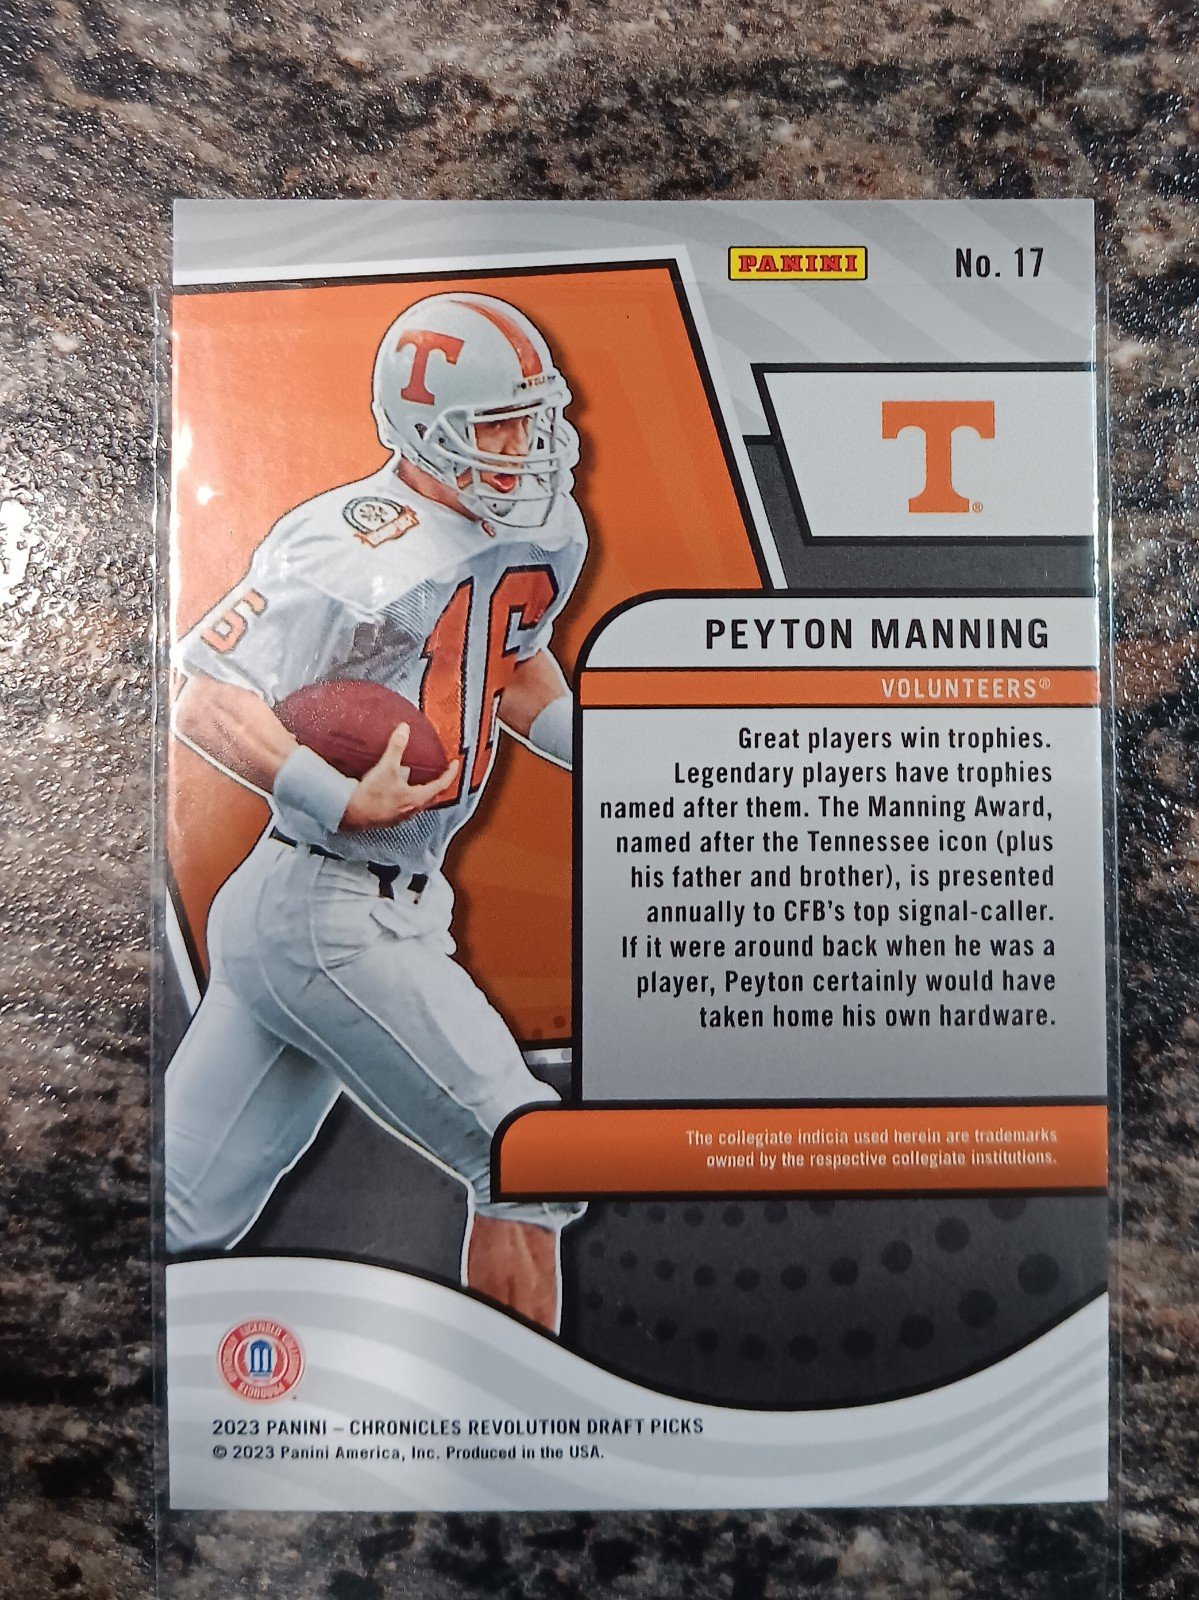 PANINI
No. 17
T
T
®
16
6
PEYTON MANNING
VOLUNTEERS®
Great players win trophies.
Legendary players have trophies
named after them. The Manning Award,
named after the Tennessee icon (plus
his father and brother), is presented
annually to CFB's top signal-caller.
If it were around back when he was a
player, Peyton certainly would have
taken home his own hardware.
The collegiate indicia used herein are trademarks
owned by the respective collegiate institutions.
LICENSED
2023 PANINI – CHRONICLES REVOLUTION DRAFT PICKS
© 2023 Panini America, Inc. Produced in the USA.